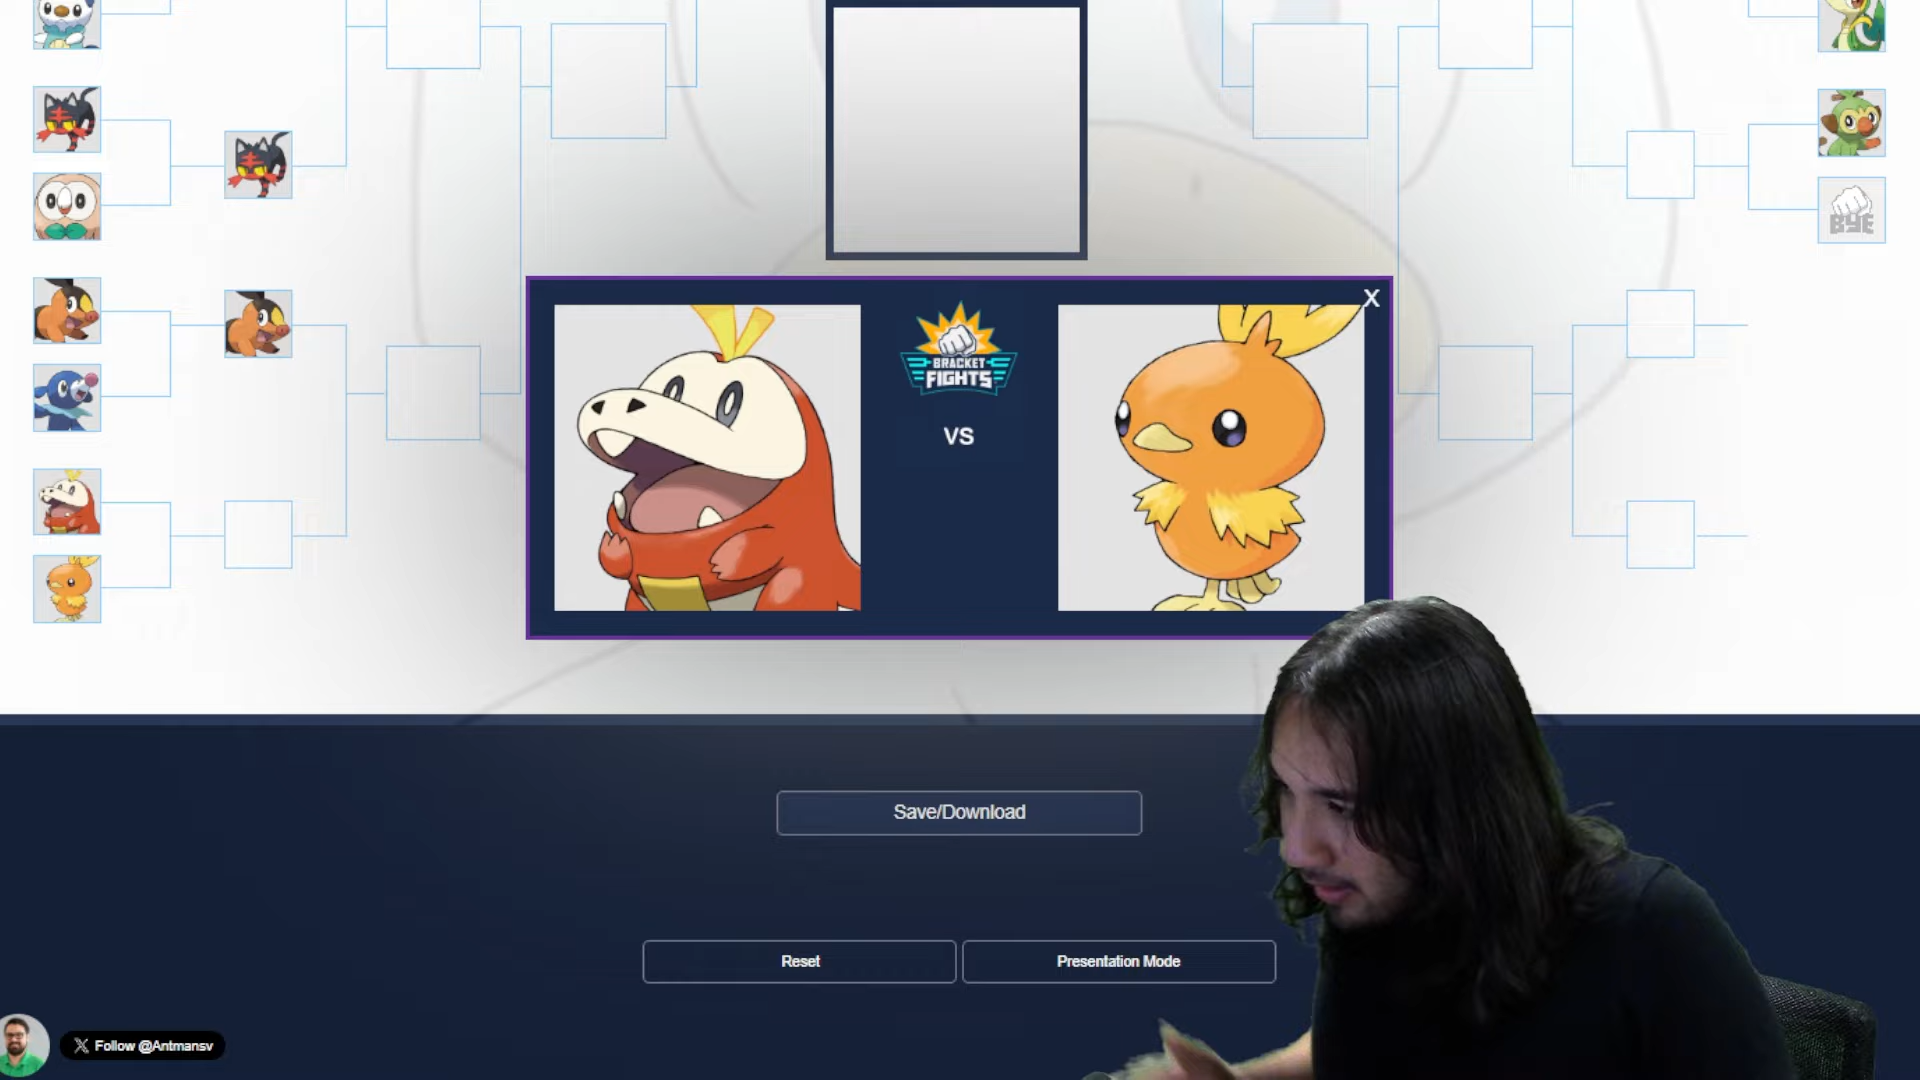 BYE
X
BRACKET
FIGHTS
VS
Save/Download
Reset
Presentation Mode
Follow @Antmansv